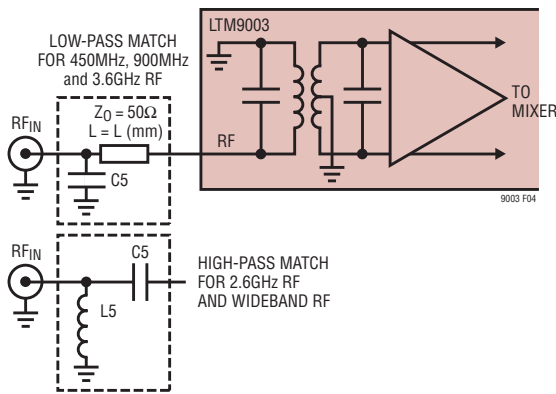 LTM9003
LOW-PASS MATCH
FOR 450MHz, 900MHz
and 3.6GHz RF
Z0 = 50Ω
L = L (mm)
RFIN
RF
C5
TO
MIXER
9003 F04
RFIN
C5
L5
HIGH-PASS MATCH
FOR 2.6GHz RF
AND WIDEBAND RF